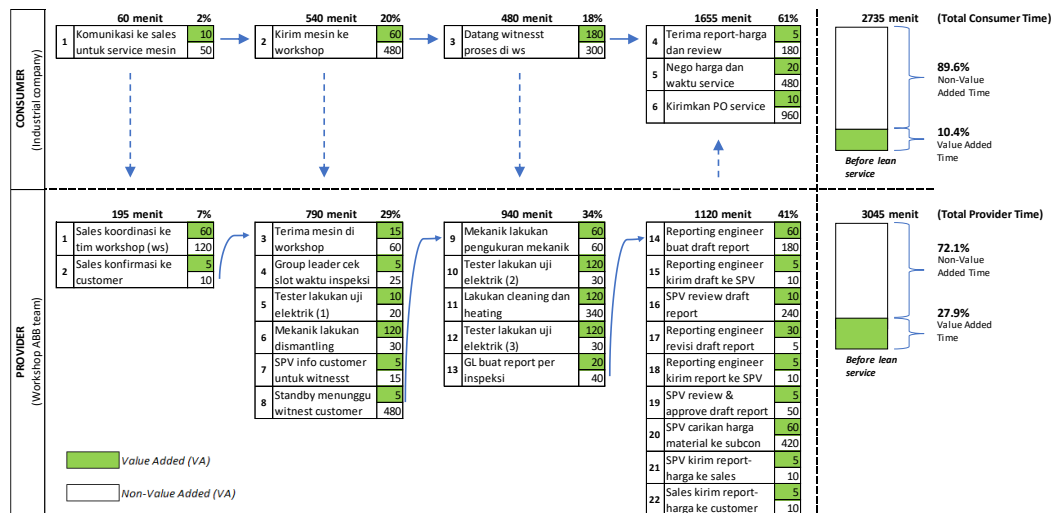 60 menit 2%
540 menit 20%
480 menit 18%
1655 menit 61%
2735 menit
(Total Consumer Time)
CONSUMER
(Industrial company)
1
Komunikasi ke sales
untuk service mesin
10
50
2
Kirim mesin ke
workshop
60
480
3
Datang witnesst
proses di ws
180
300
4
Terima report-harga
dan review
5
180
5
Nego harga dan
waktu service
20
480
6
Kirimkan PO service
10
960
89.6%
Non-Value
Added Time
10.4%
Value Added
Time
Before lean
service
PROVIDER
(Workshop ABB team)
195 menit 7%
790 menit 29%
940 menit 34%
1120 menit 41%
3045 menit
(Total Provider Time)
1
Sales koordinasi ke
tim workshop (ws)
60
120
2
Sales konfirmasi ke
customer
5
10
3
Terima mesin di
workshop
15
60
4
Group leader cek
slot waktu inspeksi
5
25
5
Tester lakukan uji
elektrik (1)
10
20
6
Mekanik lakukan
dismantling
120
30
7
SPV info customer
untuk witnesst
5
15
8
Standby menunggu
witnest customer
5
480
9
Mekanik lakukan
pengukuran mekanik
60
60
10
Tester lakukan uji
elektrik (2)
120
30
11
Lakukan cleaning dan
heating
120
340
12
Tester lakukan uji
elektrik (3)
120
30
13
GL buat report per
inspeksi
20
40
14
Reporting engineer
buat draft report
60
180
15
Reporting engineer
kirim draft ke SPV
5
10
16
SPV review draft
report
10
240
17
Reporting engineer
revisi draft report
30
5
18
Reporting engineer
kirim report ke SPV
5
10
19
SPV review &
approve draft report
5
50
20
SPV carikan harga
material ke subcon
60
420
21
SPV kirim report-
harga ke sales
5
10
22
Sales kirim report-
harga ke customer
5
10
72.1%
Non-Value
Added Time
27.9%
Value Added
Time
Before lean
service
Value Added (VA)
Non-Value Added (VA)